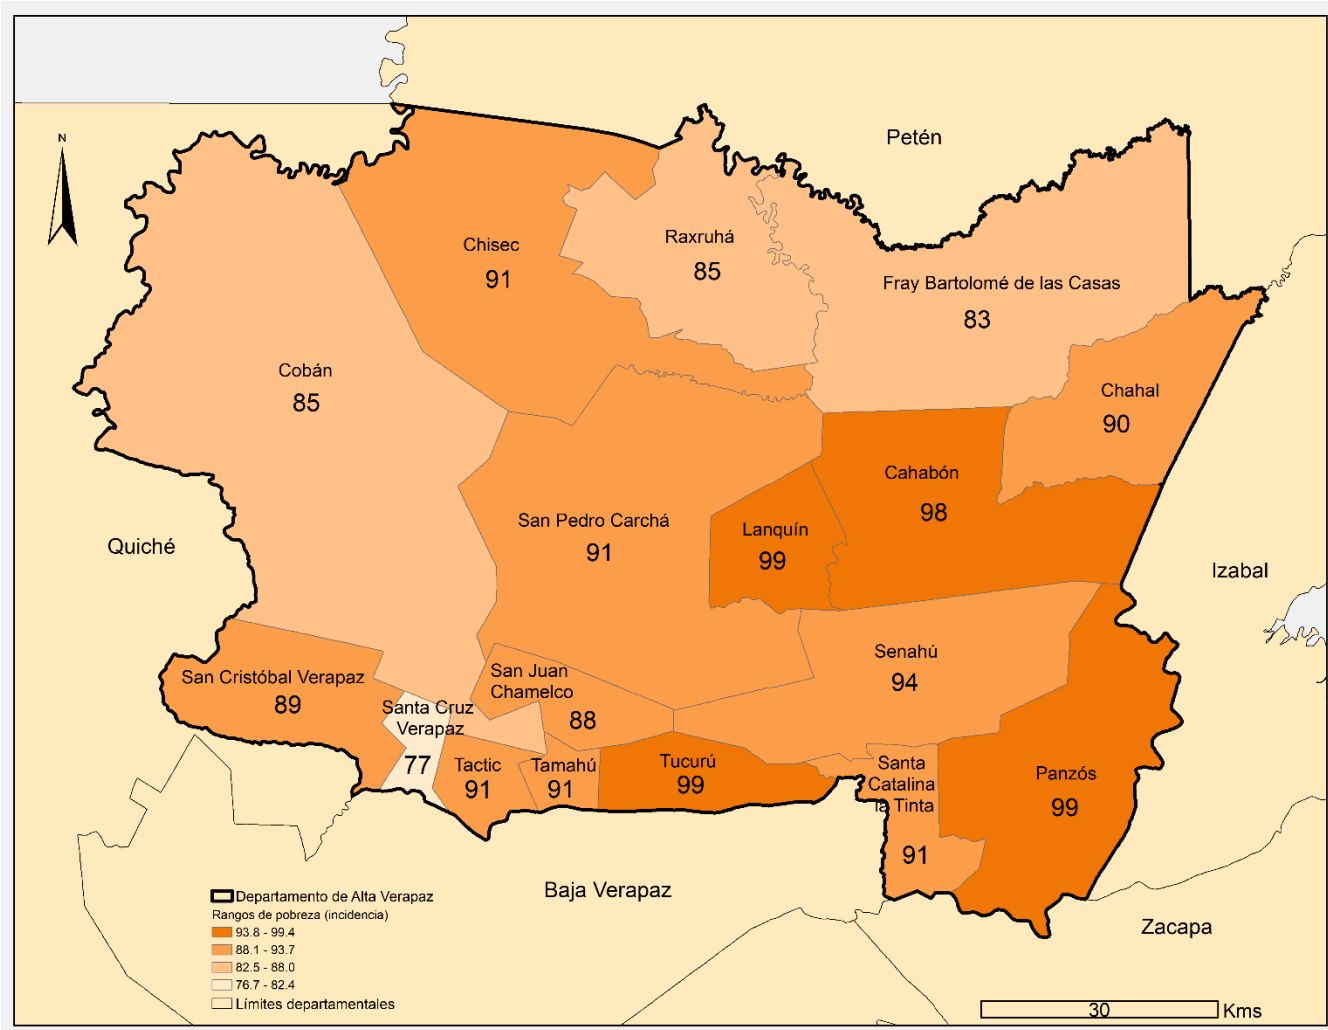 N
Petén
Chisec
91
Raxruhá
85
Fray Bartolomé de las Casas
83
Cobán
85
Chahal
90
Cahabón
98
San Pedro Carchá
91
Lanquín
99
Quiché
Izabal
San Cristóbal Verapaz
89
San Juan
Chamelco
88
Senahú
94
Santa Cruz
Verapaz
77
Tactic
91
Tamahú
91
Tucurú
99
Santa
Catalina
la Tinta
91
Panzós
99
Baja Verapaz
Zacapa
Departamento de Alta Verapaz
Rangos de pobreza (incidencia)
93.8 - 99.4
88.1 - 93.7
82.5 - 88.0
76.7 - 82.4
Límites departamentales
30 Kms